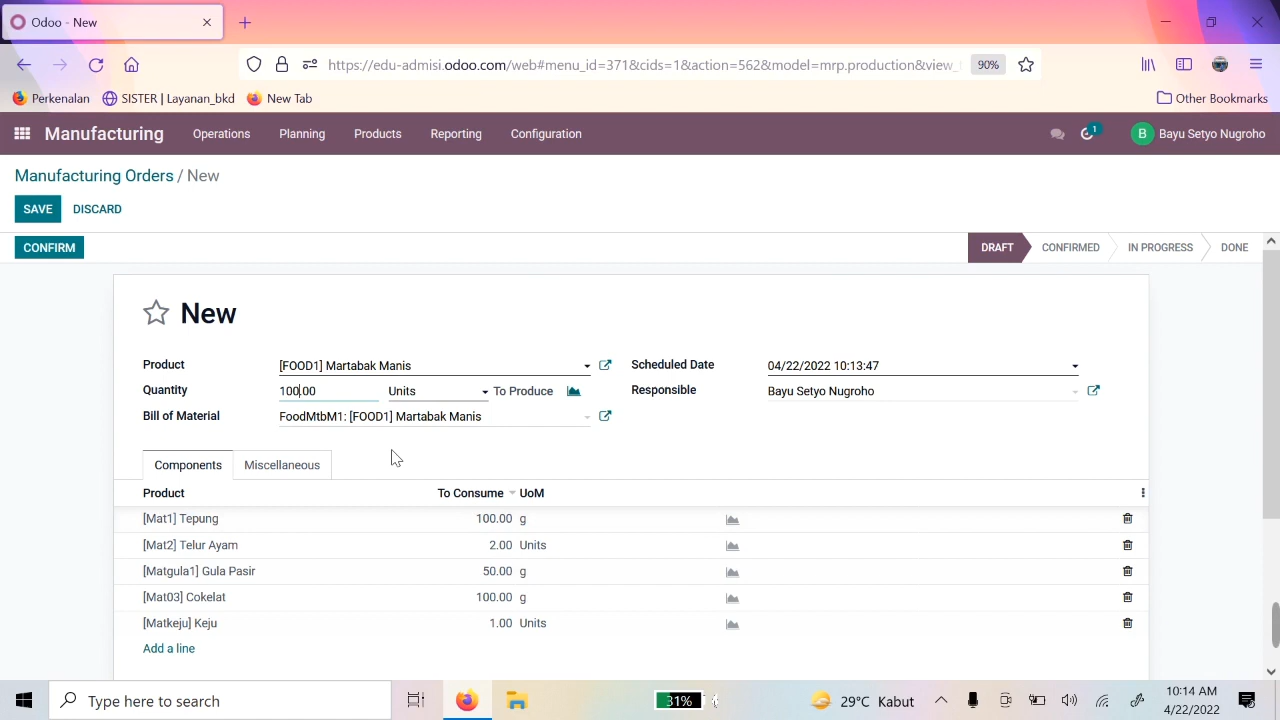 Odoo - New
https://edu-admisi.odoo.com/web#menu_id=371&cids=1&action=562&model=mrp.production&view_
90%
Perkenalan SISTER | Layanan_bkd New Tab Other Bookmarks
Manufacturing Operations Planning Products Reporting Configuration 1 B Bayu Setyo Nugroho
Manufacturing Orders / New
SAVE DISCARD
CONFIRM DRAFT CONFIRMED IN PROGRESS DONE
New
Product [FOOD1] Martabak Manis Scheduled Date 04/22/2022 10:13:47
Quantity 100.00 Units To Produce Responsible Bayu Setyo Nugroho
Bill of Material FoodMtbM1: [FOOD1] Martabak Manis
Components Miscellaneous
Product To Consume UoM
[Mat1] Tepung 100.00 g
[Mat2] Telur Ayam 2.00 Units
[Matgula1] Gula Pasir 50.00 g
[Mat03] Cokelat 100.00 g
[Matkeju] Keju 1.00 Units
Add a line
Type here to search 31% 29°C Kabut 10:14 AM
4/22/2022